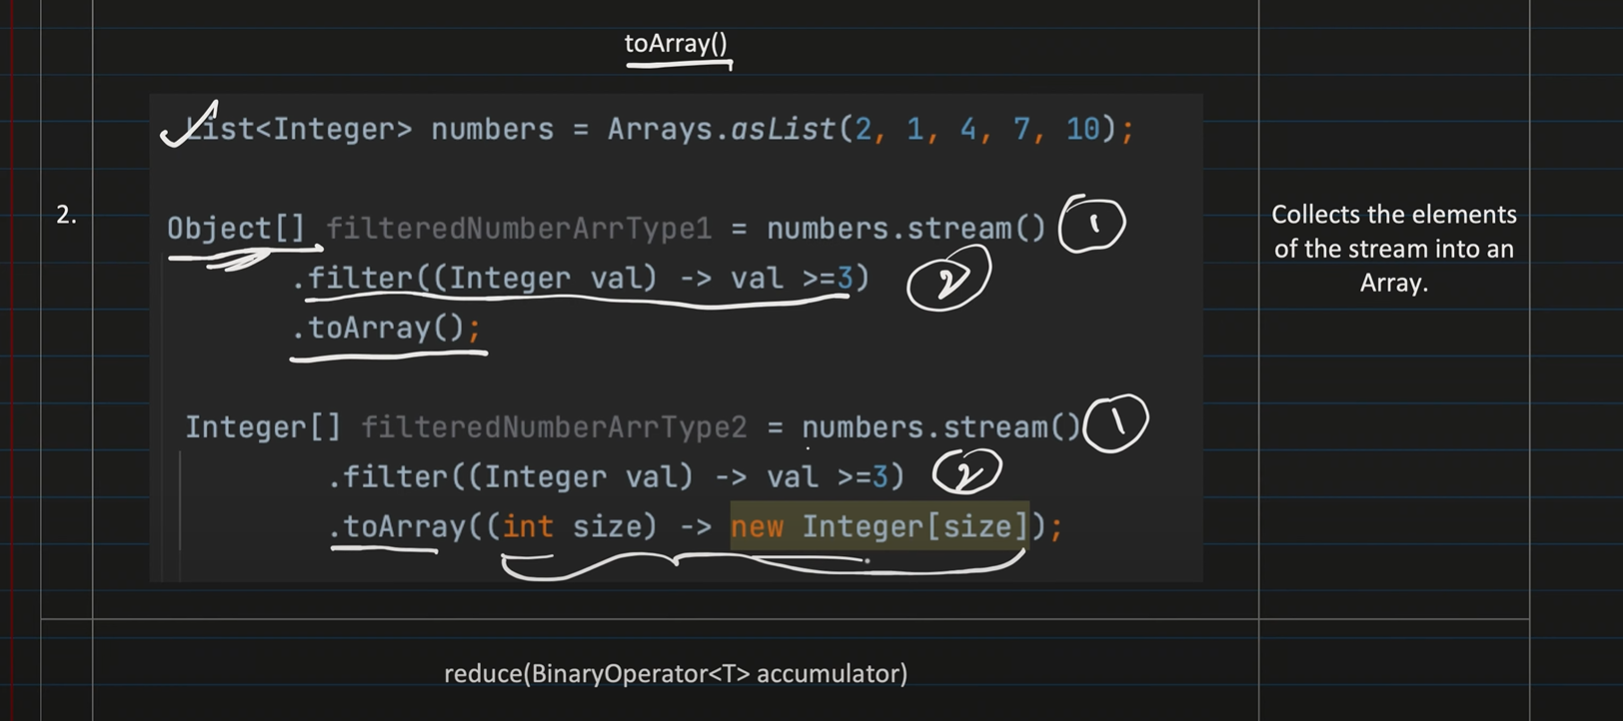 toArray()
List<Integer> numbers = Arrays.asList(2, 1, 4, 7, 10);
2.
Object[] filteredNumberArrType1 = numbers.stream() 1
.filter((Integer val) -> val >=3) 2
.toArray();
Integer[] filteredNumberArrType2 = numbers.stream() 1
.filter((Integer val) -> val >=3) 2
.toArray((int size) -> new Integer[size]);
Collects the elements
of the stream into an
Array.
reduce(BinaryOperator<T> accumulator)